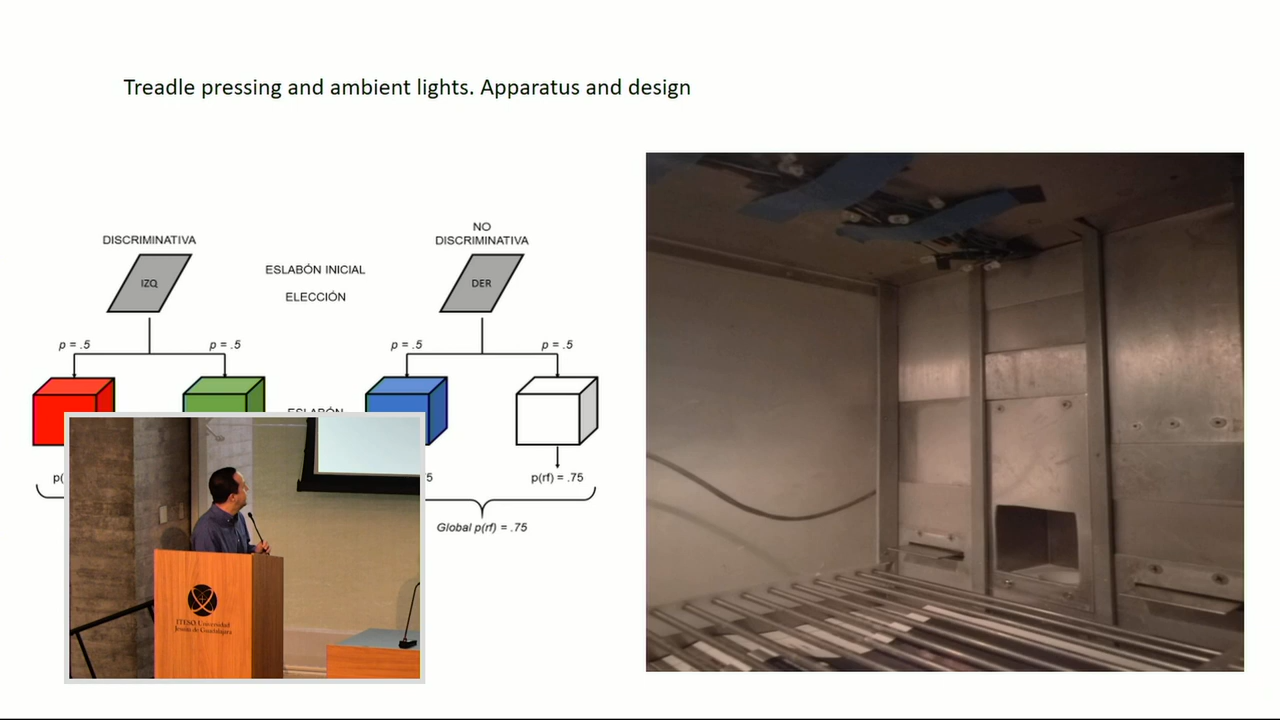 Treadle pressing and ambient lights. Apparatus and design
DISCRIMINATIVA
NO
DISCRIMINATIVA
IZQ
ESLABÓN INICIAL
ELECCIÓN
DER
p = .5
p = .5
p = .5
p = .5
ESLABÓN
p(
5
p(rf) = .75
Global p(rf) = .75
ITESO, Universidad
Jesuita de Guadalajara